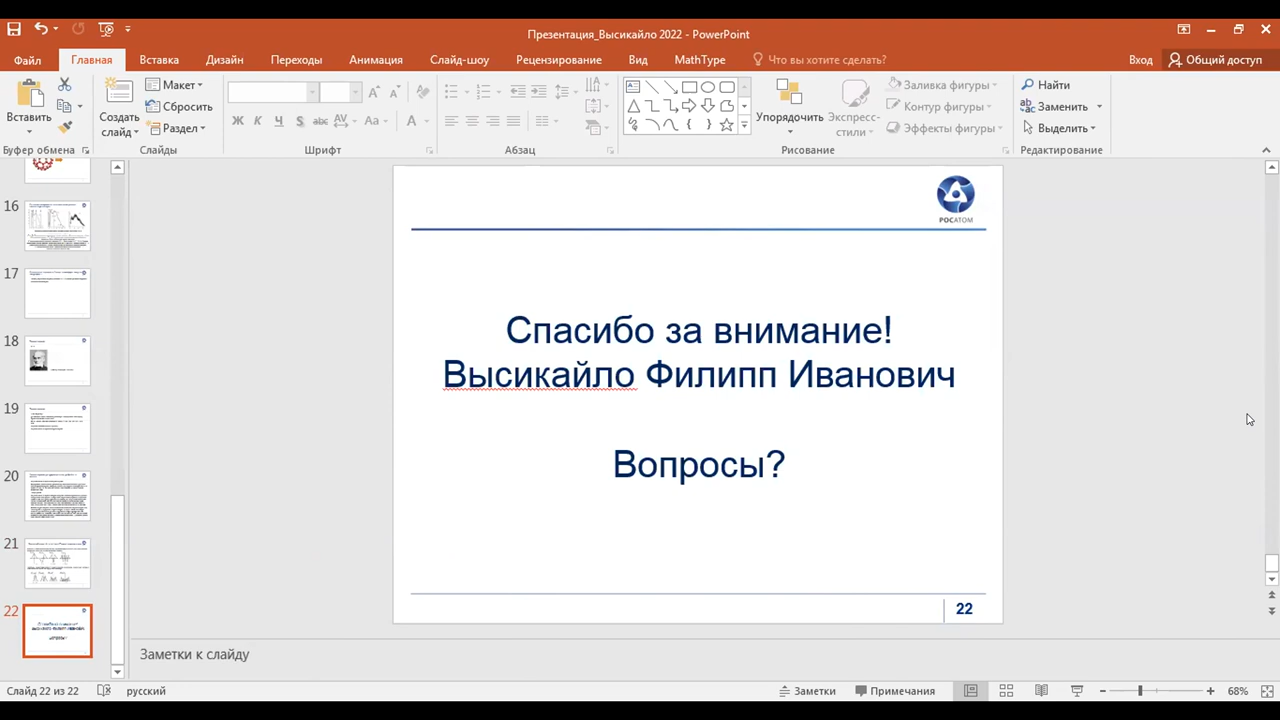 Презентация_Высикайло 2022 - PowerPoint
Файл
Главная
Вставка
Дизайн
Переходы
Анимация
Слайд-шоу
Рецензирование
Вид
MathType
Что вы хотите сделать?
Вход
Общий доступ
Вставить
Создать слайд
Макет
Сбросить
Раздел
Ж К Ч S abc AV Aa A
Упорядочить
Экспресс-стили
Заливка фигуры
Контур фигуры
Эффекты фигуры
Найти
Заменить
Выделить
Буфер обмена
Слайды
Шрифт
Абзац
Рисование
Редактирование
16
17
18
19
20
21
22
РОСАТОМ
Спасибо за внимание!
Высикайло Филипп Иванович
Вопросы?
22
Заметки к слайду
Слайд 22 из 22
русский
Заметки
Примечания
68%